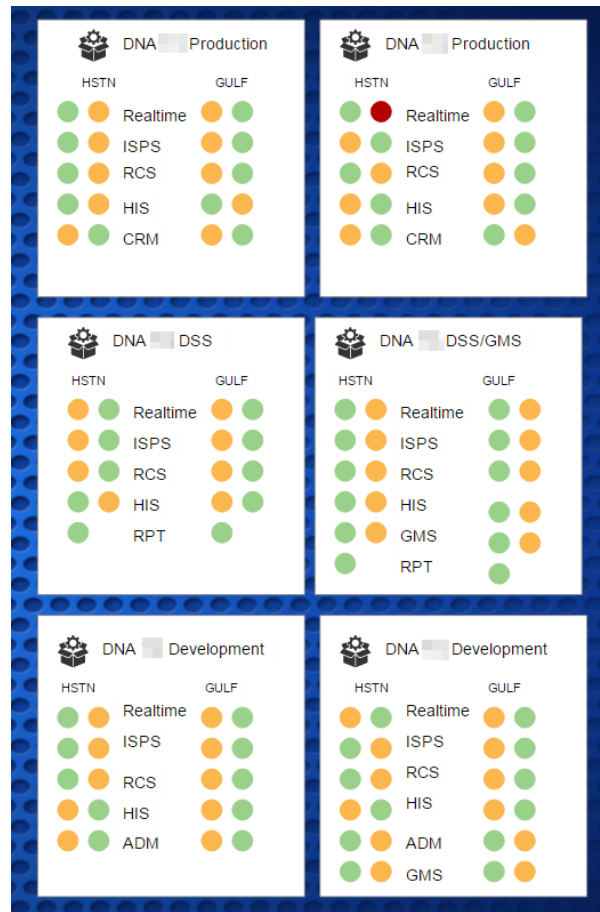 DNA Production
HSTN GULF
Realtime
ISPS
RCS
HIS
CRM
DNA Production
HSTN GULF
Realtime
ISPS
RCS
HIS
CRM
DNA DSS
HSTN GULF
Realtime
ISPS
RCS
HIS
RPT
DNA DSS/GMS
HSTN GULF
Realtime
ISPS
RCS
HIS
GMS
RPT
DNA Development
HSTN GULF
Realtime
ISPS
RCS
HIS
ADM
DNA Development
HSTN GULF
Realtime
ISPS
RCS
HIS
ADM
GMS